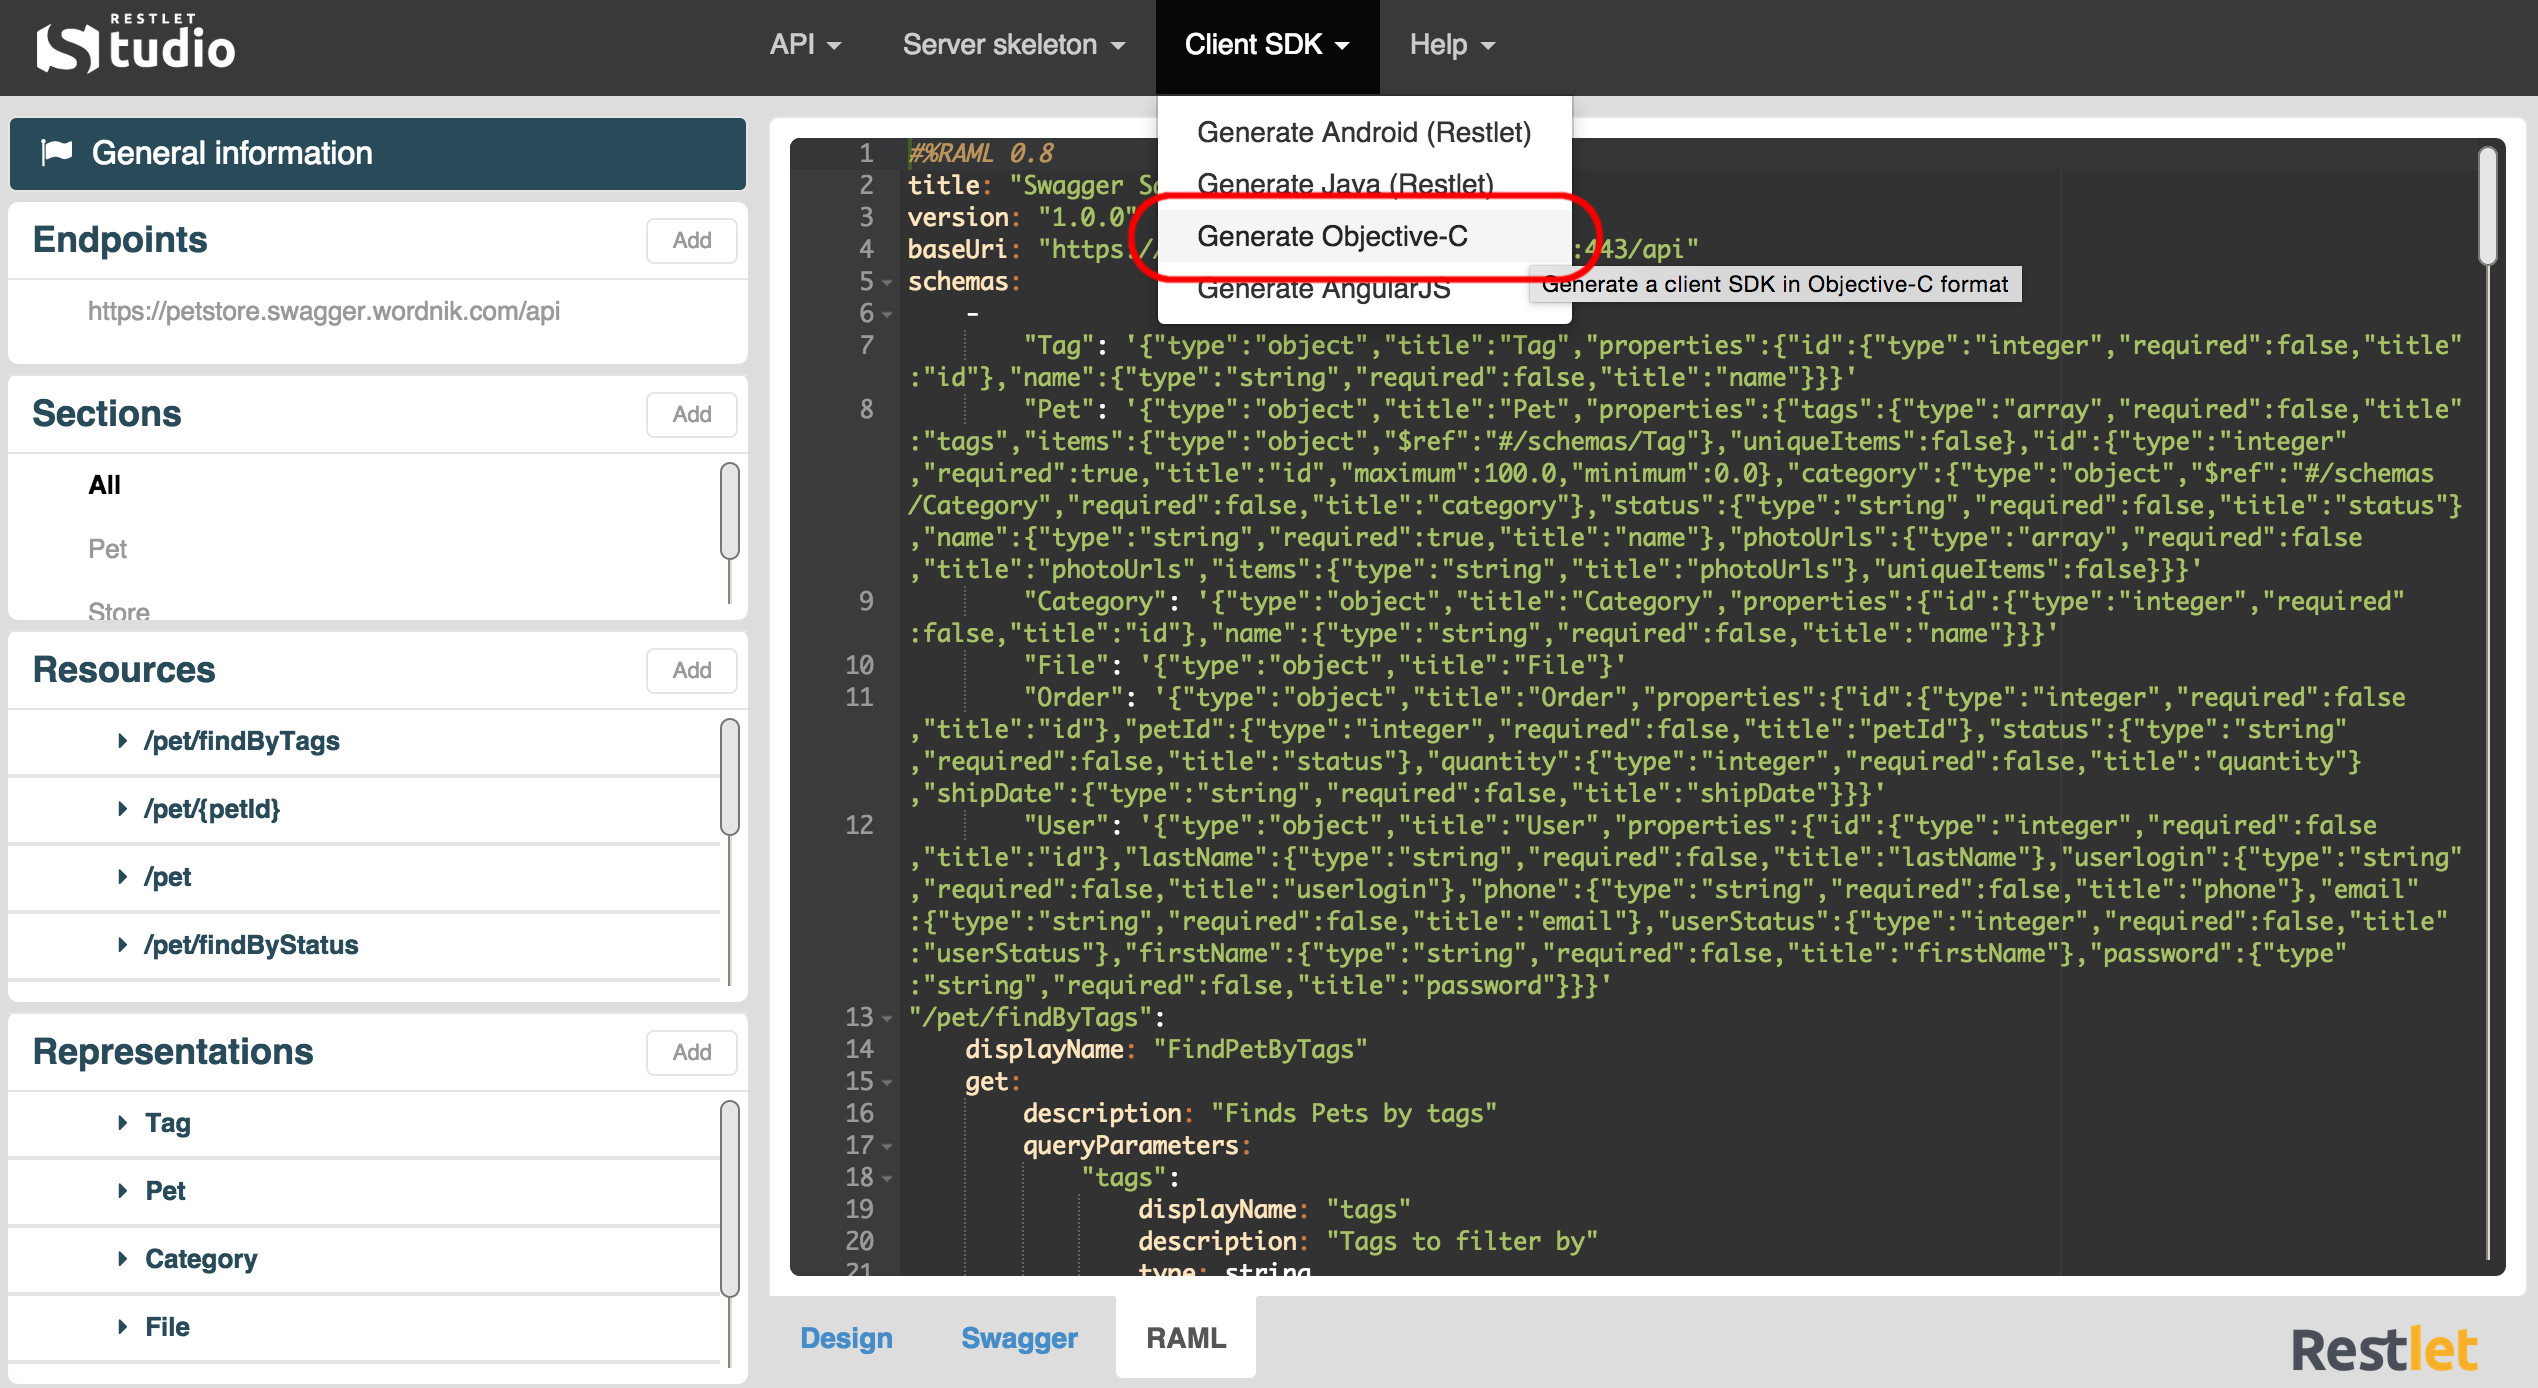 RESTLET
Studio
API
Server skeleton
Client SDK
Help
General information
Endpoints
Add
https://petstore.swagger.wordnik.com/api
Sections
Add
All
Pet
Store
Resources
Add
/pet/findByTags
/pet/{petId}
/pet
/pet/findByStatus
Representations
Add
Tag
Pet
Category
File
Generate Android (Restlet)
Generate Java (Restlet)
Generate Objective-C
Generate AngularJS
Generate a client SDK in Objective-C format
1 #%RAML 0.8
2 title: "Swagger
3 version: "1.0.0"
4 baseUri: "https:/ :443/api"
5 schemas:
6 -
7 "Tag": '{"type":"object","title":"Tag","properties":{"id":{"type":"integer","required":false,"title"
:"id"},"name":{"type":"string","required":false,"title":"name"}}}'
8 "Pet": '{"type":"object","title":"Pet","properties":{"tags":{"type":"array","required":false,"title"
:"tags","items":{"type":"object","$ref":"#/schemas/Tag"},"uniqueItems":false},"id":{"type":"integer"
,"required":true,"title":"id","maximum":100.0,"minimum":0.0},"category":{"type":"object","$ref":"#/schemas
/Category","required":false,"title":"category"},"status":{"type":"string","required":false,"title":"status"}
,"name":{"type":"string","required":true,"title":"name"},"photoUrls":{"type":"array","required":false
,"title":"photoUrls","items":{"type":"string","title":"photoUrls"},"uniqueItems":false}}}'
9 "Category": '{"type":"object","title":"Category","properties":{"id":{"type":"integer","required"
:false,"title":"id"},"name":{"type":"string","required":false,"title":"name"}}}'
10 "File": '{"type":"object","title":"File"}'
11 "Order": '{"type":"object","title":"Order","properties":{"id":{"type":"integer","required":false
,"title":"id"},"petId":{"type":"integer","required":false,"title":"petId"},"status":{"type":"string"
,"required":false,"title":"status"},"quantity":{"type":"integer","required":false,"title":"quantity"}
,"shipDate":{"type":"string","required":false,"title":"shipDate"}}}'
12 "User": '{"type":"object","title":"User","properties":{"id":{"type":"integer","required":false
,"title":"id"},"lastName":{"type":"string","required":false,"title":"lastName"},"userlogin":{"type":"string"
,"required":false,"title":"userlogin"},"phone":{"type":"string","required":false,"title":"phone"},"email"
:{"type":"string","required":false,"title":"email"},"userStatus":{"type":"integer","required":false,"title"
:"userStatus"},"firstName":{"type":"string","required":false,"title":"firstName"},"password":{"type"
:"string","required":false,"title":"password"}}}'
13 "/pet/findByTags":
14 displayName: "FindPetByTags"
15 get:
16 description: "Finds Pets by tags"
17 queryParameters:
18 "tags":
19 displayName: "tags"
20 description: "Tags to filter by"
21 type: string
Design
Swagger
RAML
Restlet